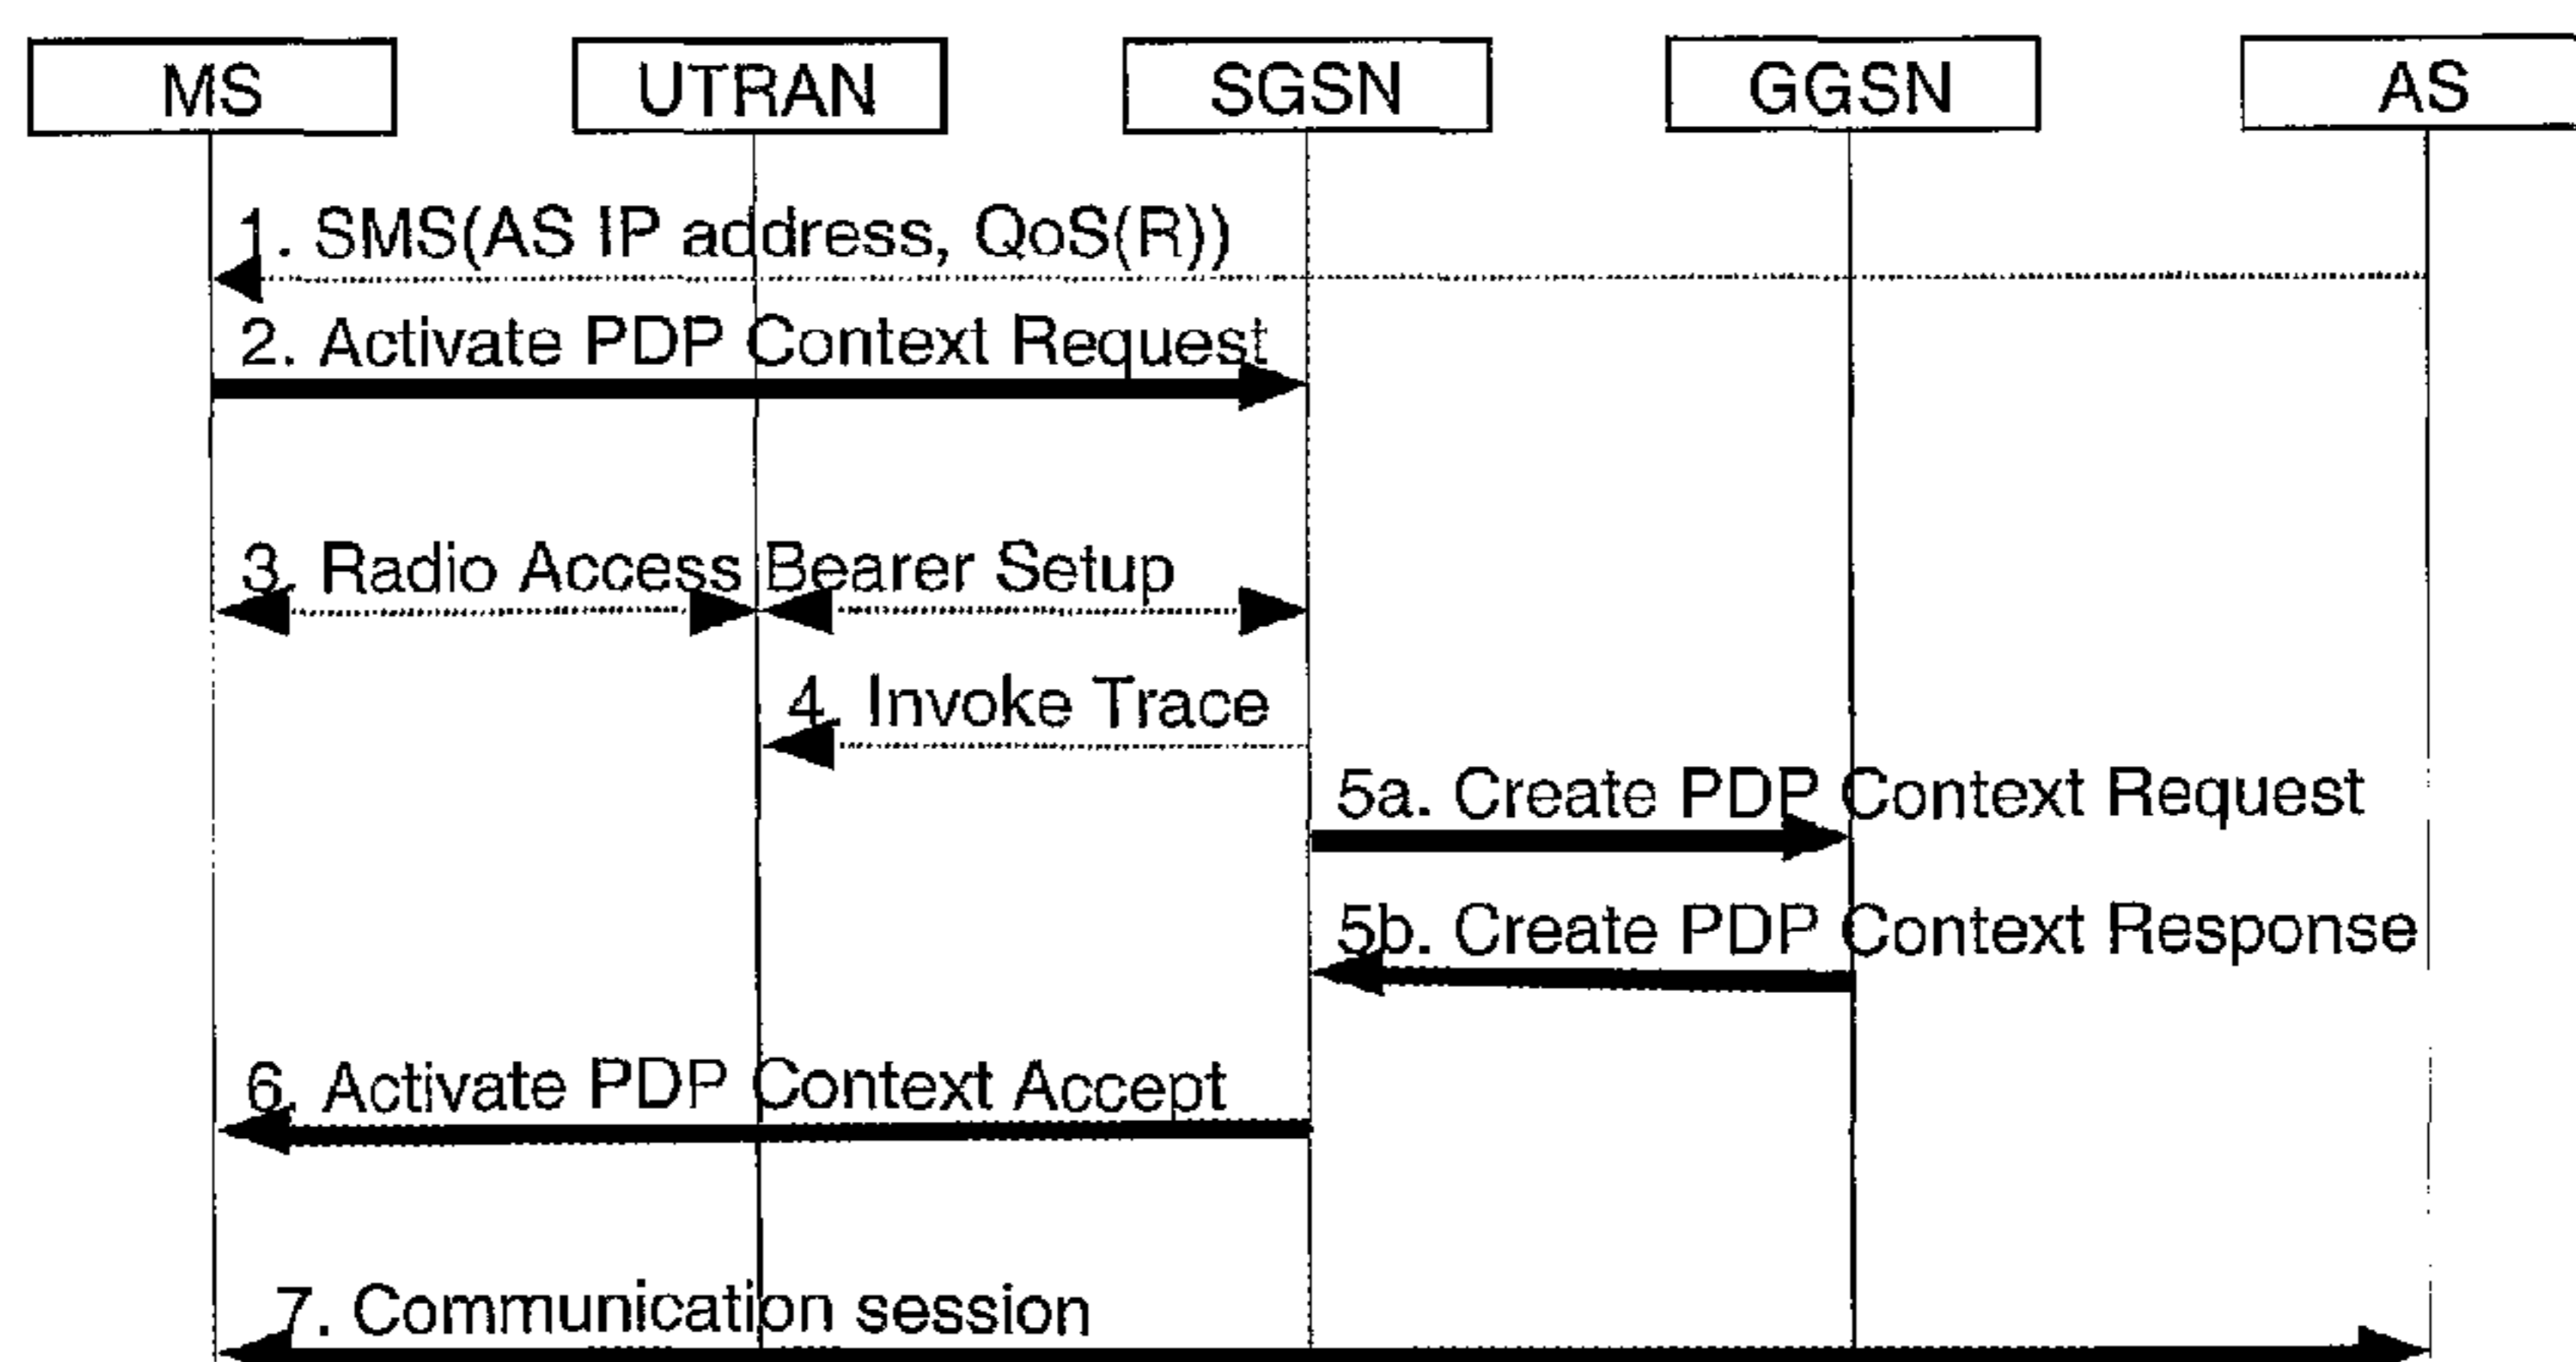 MS UTRAN SGSN GGSN AS
1. SMS(AS IP address, QoS(R))
2. Activate PDP Context Request
3. Radio Access Bearer Setup
4. Invoke Trace
5a. Create PDP Context Request
5b. Create PDP Context Response
6. Activate PDP Context Accept
7. Communication session